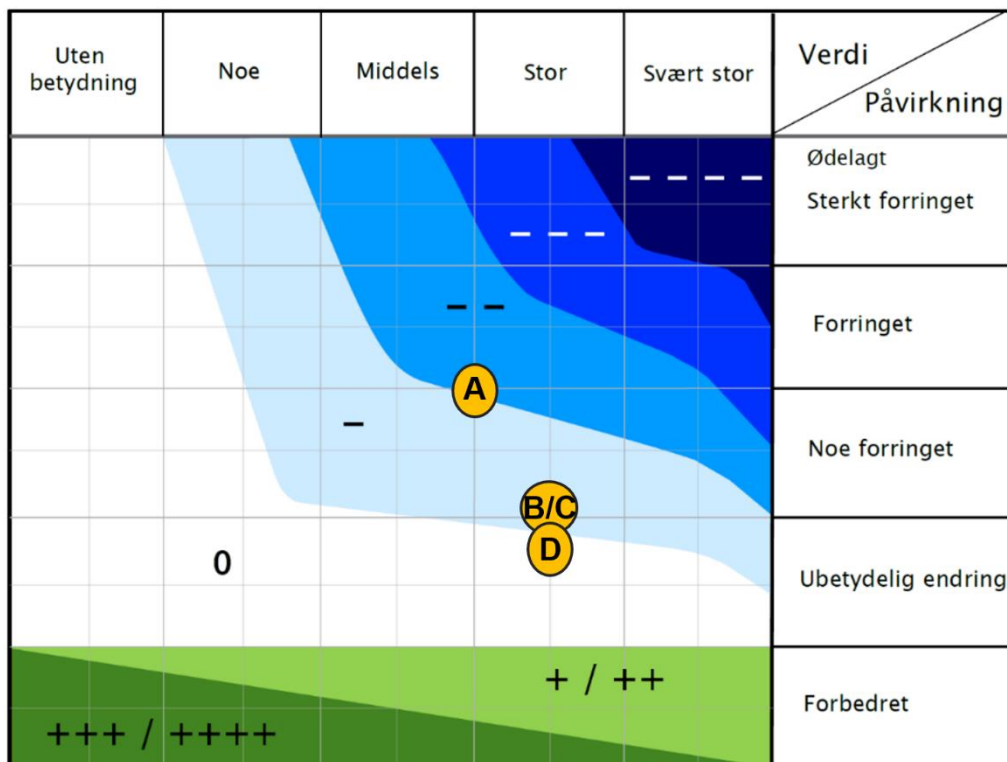 Uten
betydning
Noe
Middels
Stor
Svært stor
Verdi
Påvirkning
Ødelagt
Sterkt forringet
– – – –
– – –
– –
Forringet
A
–
Noe forringet
B/C
D
0
Ubetydelig endring
+ / ++
Forbedret
+++ / ++++